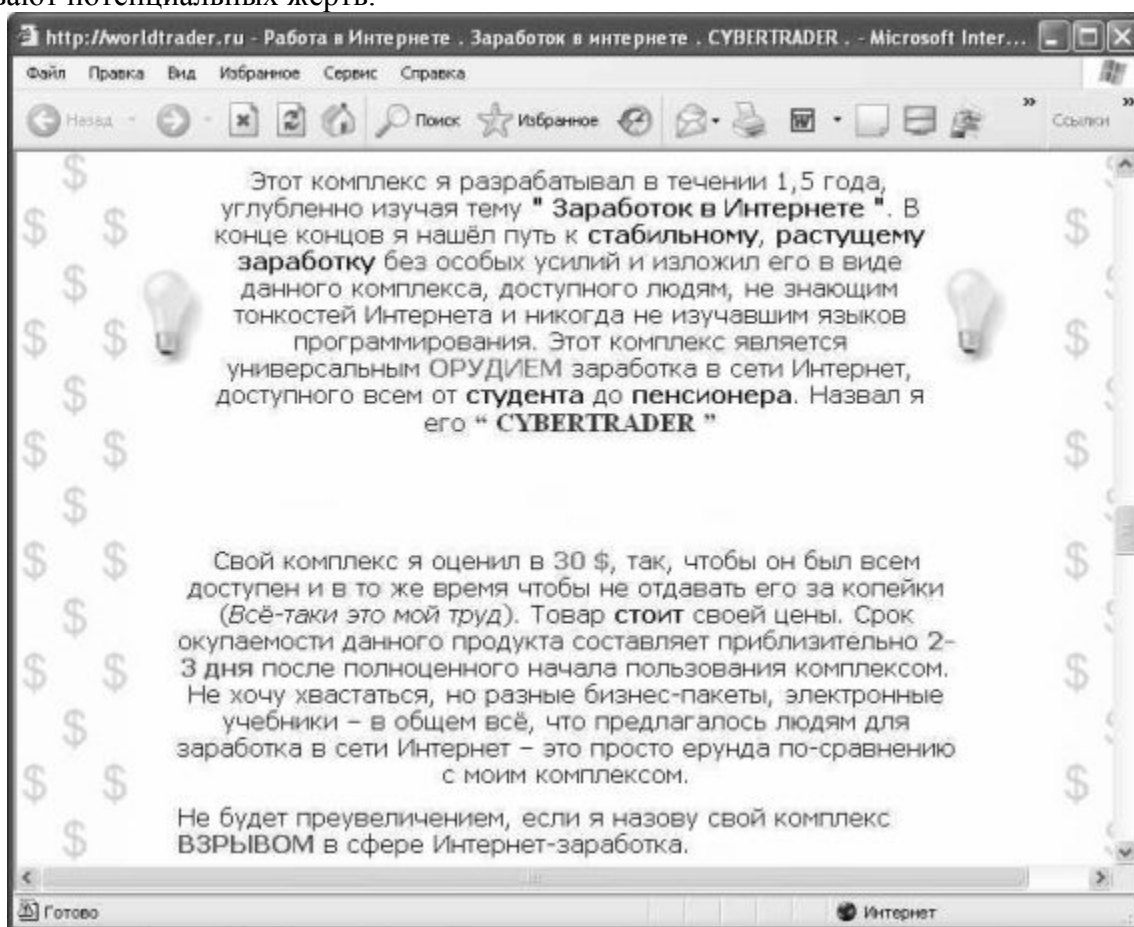 вают потенциальных жертв.
http://worldtrader.ru - Работа в Интернете . Заработок в интернете . CYBERTRADER . - Microsoft Inter...
Файл Правка Вид Избранное Сервис Справка
Назад Поиск Избранное W » Ссылки »
Этот комплекс я разрабатывал в течении 1,5 года,
углубленно изучая тему " Заработок в Интернете ". В
конце концов я нашёл путь к стабильному, растущему
заработку без особых усилий и изложил его в виде
данного комплекса, доступного людям, не знающим
тонкостей Интернета и никогда не изучавшим языков
программирования. Этот комплекс является
универсальным ОРУДИЕМ заработка в сети Интернет,
доступного всем от студента до пенсионера. Назвал я
его “ CYBERTRADER ”
Свой комплекс я оценил в 30 $, так, чтобы он был всем
доступен и в то же время чтобы не отдавать его за копейки
(Всё-таки это мой труд). Товар стоит своей цены. Срок
окупаемости данного продукта составляет приблизительно 2-
3 дня после полноценного начала пользования комплексом.
Не хочу хвастаться, но разные бизнес-пакеты, электронные
учебники – в общем всё, что предлагалось людям для
заработка в сети Интернет – это просто ерунда по-сравнению
с моим комплексом.
Не будет преувеличением, если я назову свой комплекс
ВЗРЫВОМ в сфере Интернет-заработка.
Готово Интернет